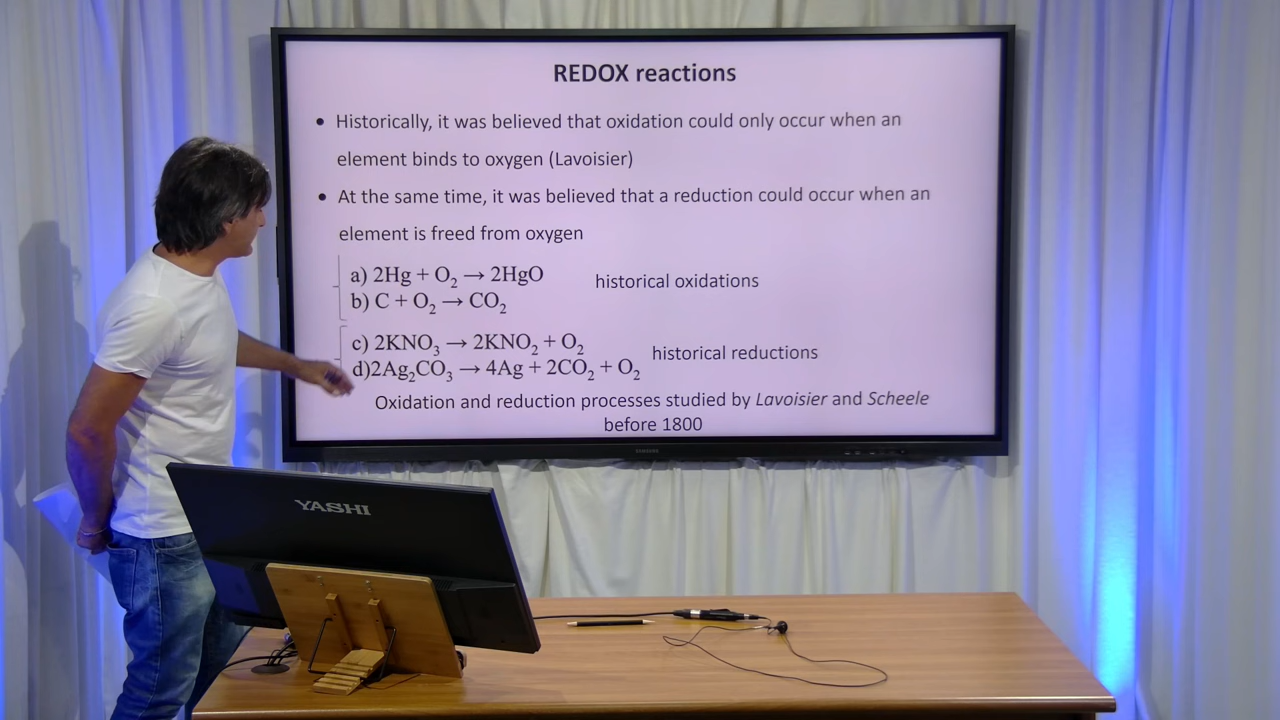 REDOX reactions
• Historically, it was believed that oxidation could only occur when an
element binds to oxygen (Lavoisier)
• At the same time, it was believed that a reduction could occur when an
element is freed from oxygen
a) 2Hg + O₂ → 2HgO
historical oxidations
b) C + O₂ → CO₂
c) 2KNO₃ → 2KNO₂ + O₂
historical reductions
d)2Ag₂CO₃ → 4Ag + 2CO₂ + O₂
Oxidation and reduction processes studied by Lavoisier and Scheele
before 1800
SAMSUNG
YASHI